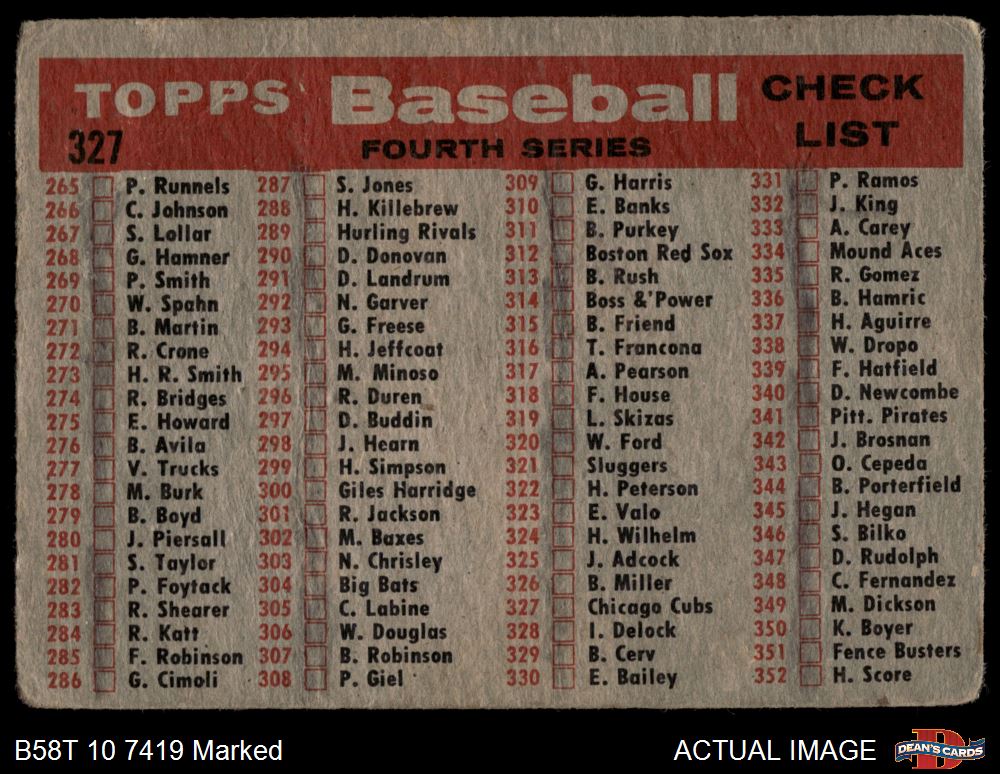 TOPPS Baseball CHECK LIST
327
FOURTH SERIES
265 P. Runnels
266 C. Johnson
267 S. Lollar
268 G. Hamner
269 P. Smith
270 W. Spahn
271 B. Martin
272 R. Crone
273 H. R. Smith
274 R. Bridges
275 E. Howard
276 B. Avila
277 V. Trucks
278 M. Burk
279 B. Boyd
280 J. Piersall
281 S. Taylor
282 P. Foytack
283 R. Shearer
284 R. Katt
285 F. Robinson
286 G. Cimoli
287 S. Jones
288 H. Killebrew
289 Hurling Rivals
290 D. Donovan
291 D. Landrum
292 N. Garver
293 G. Freese
294 H. Jeffcoat
295 M. Minoso
296 R. Duren
297 D. Buddin
298 J. Hearn
299 H. Simpson
300 Giles Harridge
301 R. Jackson
302 M. Baxes
303 N. Chrisley
304 Big Bats
305 C. Labine
306 W. Douglas
307 B. Robinson
308 P. Giel
309 G. Harris
310 E. Banks
311 B. Purkey
312 Boston Red Sox
313 B. Rush
314 Boss & Power
315 B. Friend
316 T. Francona
317 A. Pearson
318 F. House
319 L. Skizas
320 W. Ford
321 Sluggers
322 H. Peterson
323 E. Valo
324 H. Wilhelm
325 J. Adcock
326 B. Miller
327 Chicago Cubs
328 I. Delock
329 B. Cerv
330 E. Bailey
331 P. Ramos
332 J. King
333 A. Carey
334 Mound Aces
335 R. Gomez
336 B. Hamric
337 H. Aguirre
338 W. Dropo
339 F. Hatfield
340 D. Newcombe
341 Pitt. Pirates
342 J. Brosnan
343 O. Cepeda
344 B. Porterfield
345 J. Hegan
346 S. Bilko
347 D. Rudolph
348 C. Fernandez
349 M. Dickson
350 K. Boyer
351 Fence Busters
352 H. Score
B58T 10 7419 Marked
ACTUAL IMAGE
DEAN'S CARDS